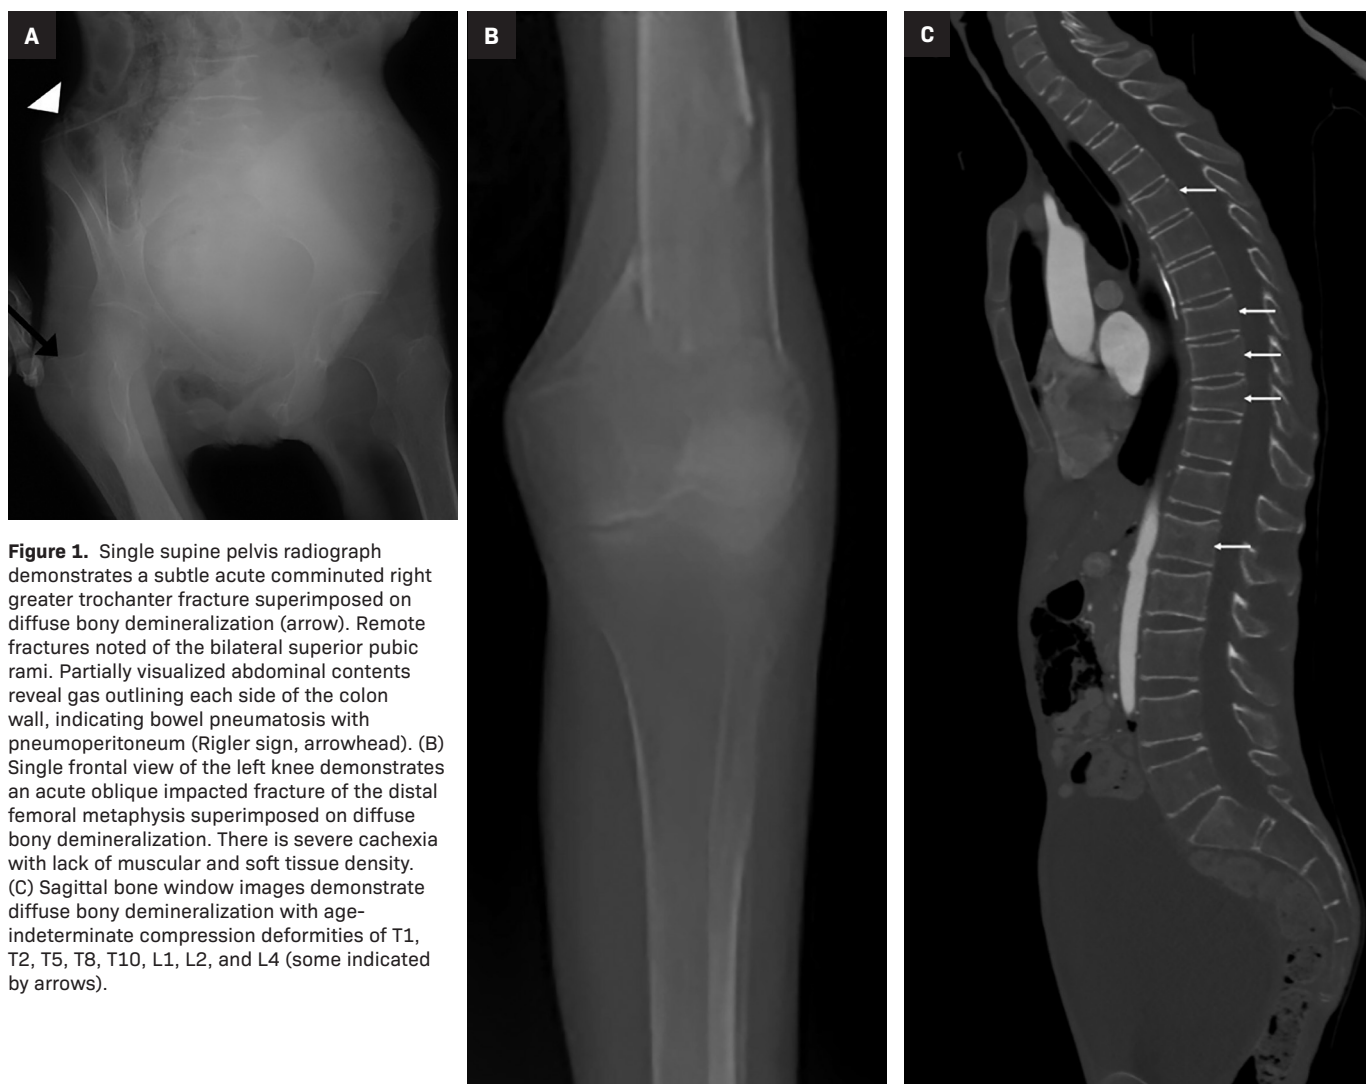 A
B
C
Figure 1. Single supine pelvis radiograph
demonstrates a subtle acute comminuted right
greater trochanter fracture superimposed on
diffuse bony demineralization (arrow). Remote
fractures noted of the bilateral superior pubic
rami. Partially visualized abdominal contents
reveal gas outlining each side of the colon
wall, indicating bowel pneumatosis with
pneumoperitoneum (Rigler sign, arrowhead). (B)
Single frontal view of the left knee demonstrates
an acute oblique impacted fracture of the distal
femoral metaphysis superimposed on diffuse
bony demineralization. There is severe cachexia
with lack of muscular and soft tissue density.
(C) Sagittal bone window images demonstrate
diffuse bony demineralization with age-
indeterminate compression deformities of T1,
T2, T5, T8, T10, L1, L2, and L4 (some indicated
by arrows).